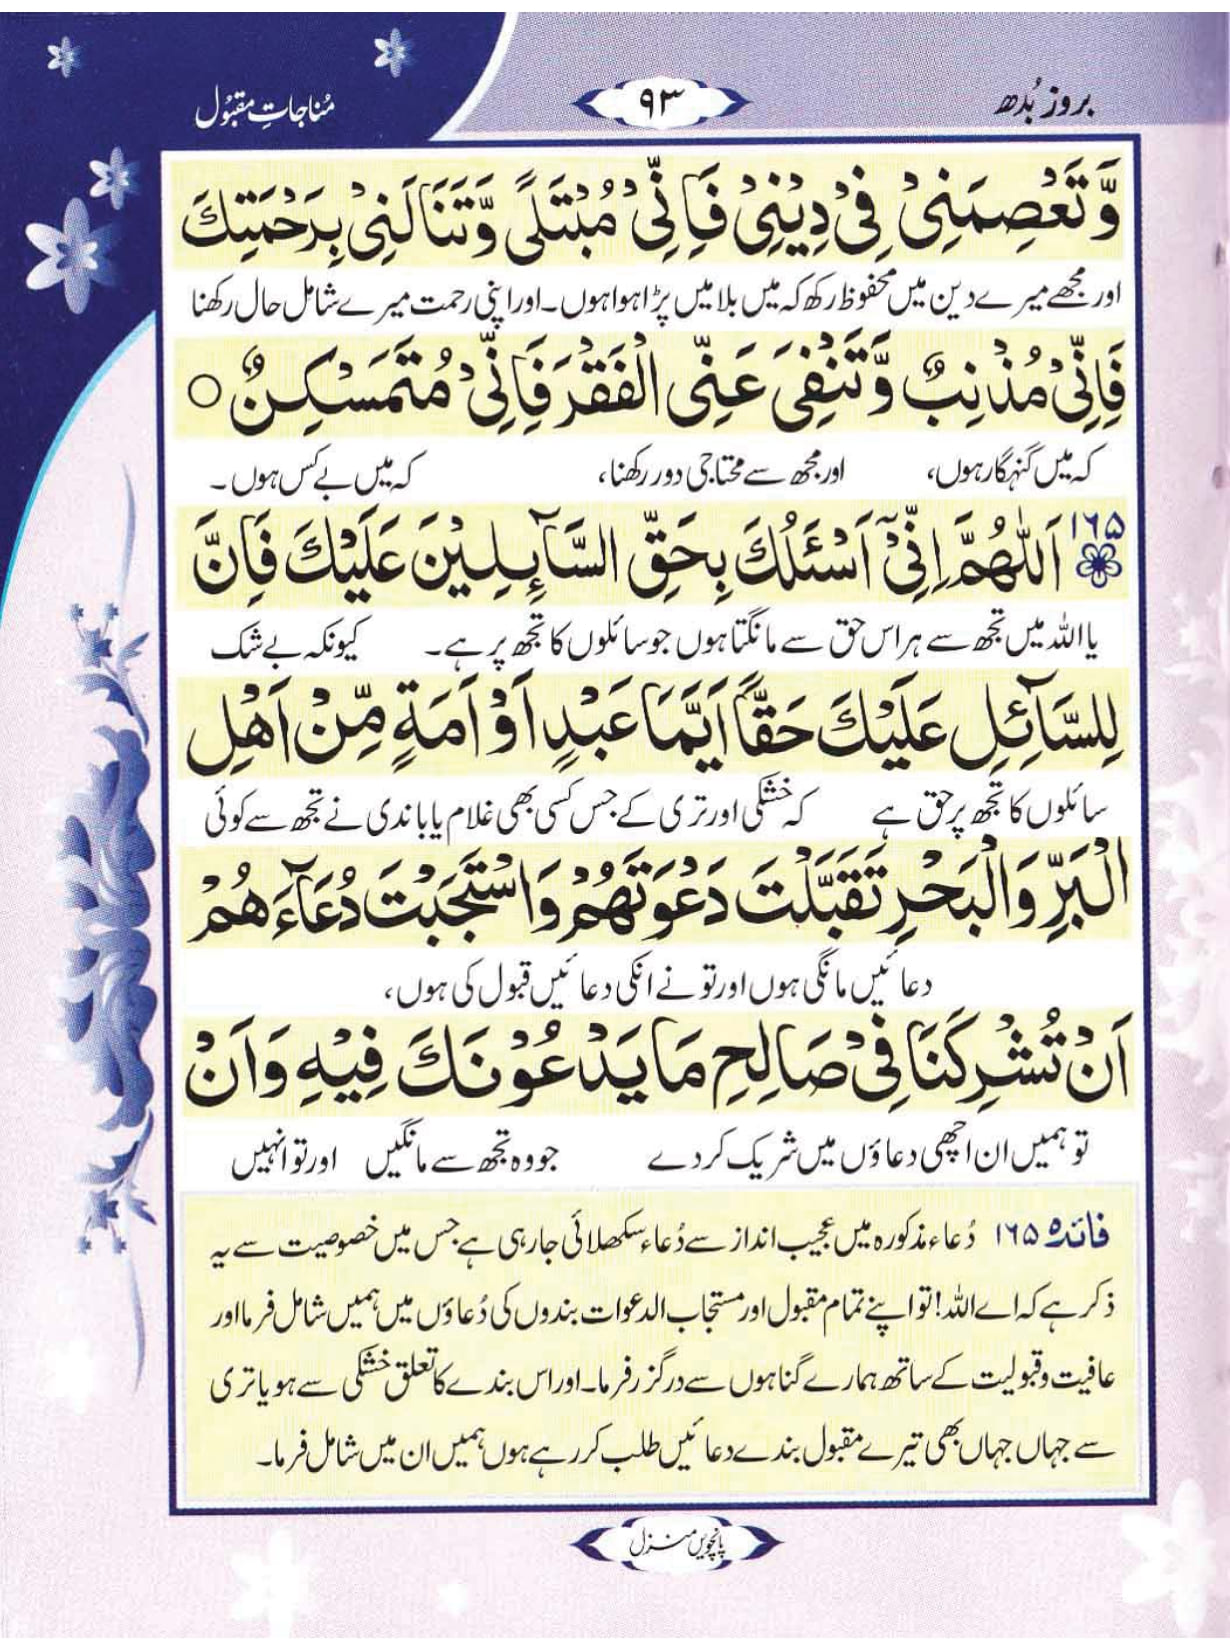 بروز بُدھ
۹۳
مُناجاتِ مقبُول
وَّتَعْصِمَنِیْ فِیْ دِیْنِیْ فَاِنِّیْ مُبْتَلًی وَّتَنَالَنِیْ بِرَحْمَتِكَ
اور مجھے میرے دین میں محفوظ رکھ کہ میں بلا میں پڑا ہوا ہوں۔ اور اپنی رحمت میرے شامل حال رکھنا
فَاِنِّیْ مُذْنِبٌ وَّتَنْفِیَ عَنِّی الْفَقْرَ فَاِنِّیْ مُتَمَسْکِنٌ ○
کہ میں گنہگار ہوں، اور مجھ سے محتاجی دور رکھنا، کہ میں بے کس ہوں۔
۱۶۵ اَللّٰهُمَّ اِنِّیْۤ اَسْئَلُكَ بِحَقِّ السَّآئِلِیْنَ عَلَیْكَ فَاِنَّ
یا اللہ میں تجھ سے ہر اس حق سے مانگتا ہوں جو سائلوں کا تجھ پر ہے۔ کیونکہ بے شک
لِلسَّآئِلِ عَلَیْكَ حَقًّا اَیَّمَا عَبْدٍ اَوْ اَمَةٍ مِّنْ اَهْلِ
سائلوں کا تجھ پر حق ہے کہ خشکی اور تری کے جس کسی بھی غلام یا باندی نے تجھ سے کوئی
الْبَرِّ وَالْبَحْرِ تَقَبَّلْتَ دَعْوَتَهُمْ وَاسْتَجَبْتَ دُعَآءَهُمْ
دعائیں مانگی ہوں اور تو نے انکی دعائیں قبول کی ہوں،
اَنْ تُشْرِكَنَا فِیْ صَالِحِ مَا یَدْعُوْنَكَ فِیْهِ وَاَنْ
تو ہمیں ان اچھی دعاؤں میں شریک کر دے جو وہ تجھ سے مانگیں اور تو انہیں
فائدہ ۱۶۵ دُعاء مذکورہ میں عجیب انداز سے دُعاء سکھلائی جارہی ہے جس میں خصوصیت سے یہ
ذکر ہے کہ اے اللہ! تو اپنے تمام مقبول اور مستجاب الدعوات بندوں کی دُعاؤں میں ہمیں شامل فرما اور
عافیت و قبولیت کے ساتھ ہمارے گناہوں سے درگزر فرما۔ اور اس بندے کا تعلق خشکی سے ہو یا تری
سے جہاں جہاں بھی تیرے مقبول بندے دعائیں طلب کر رہے ہوں ہمیں ان میں شامل فرما۔
پانچویں منزل